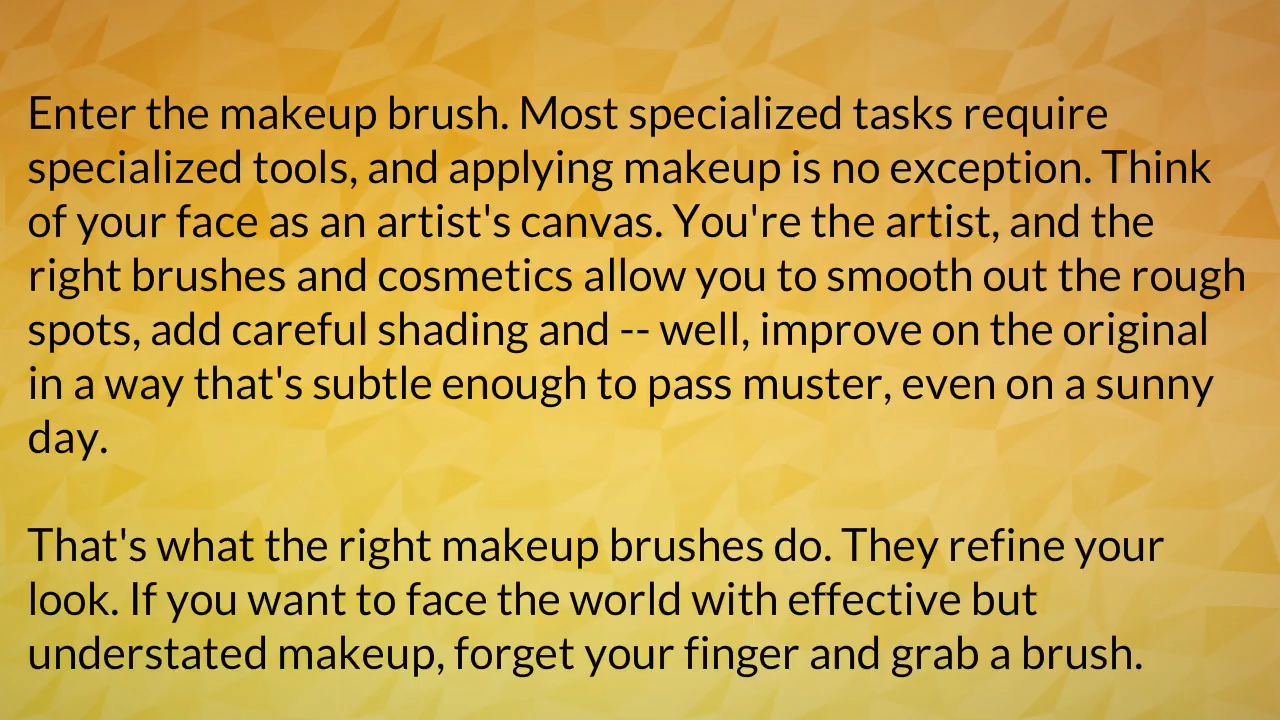 Enter the makeup brush. Most specialized tasks require
specialized tools, and applying makeup is no exception. Think
of your face as an artist's canvas. You're the artist, and the
right brushes and cosmetics allow you to smooth out the rough
spots, add careful shading and -- well, improve on the original
in a way that's subtle enough to pass muster, even on a sunny
day.
That's what the right makeup brushes do. They refine your
look. If you want to face the world with effective but
understated makeup, forget your finger and grab a brush.